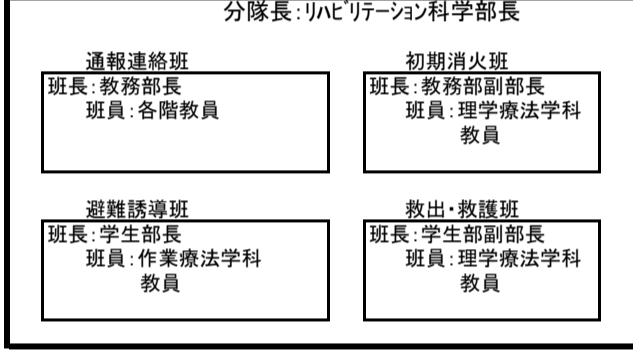 分隊長：リハビリテーション科学部長
通報連絡班
班長：教務部長
班員：各階教員
初期消火班
班長：教務部副部長
班員：理学療法学科
教員
避難誘導班
班長：学生部長
班員：作業療法学科
教員
救出・救護班
班長：学生部副部長
班員：理学療法学科
教員